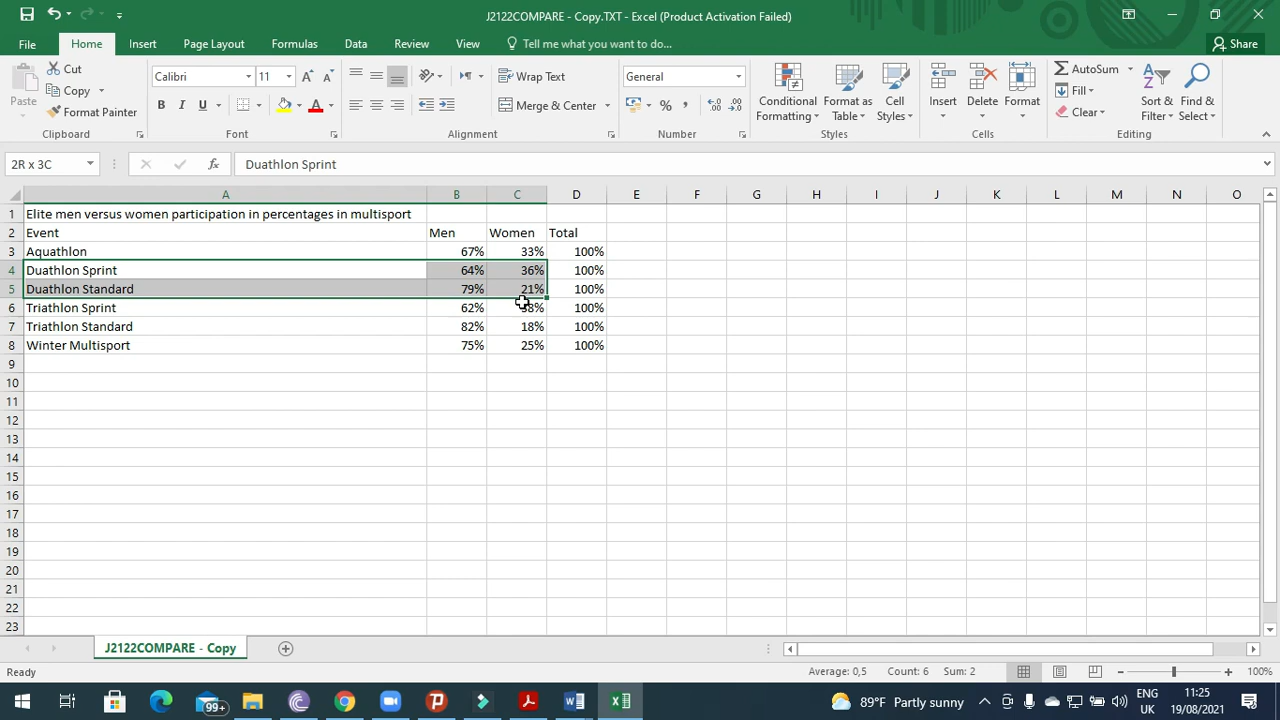 J2122COMPARE - Copy.TXT - Excel (Product Activation Failed)
File Home Insert Page Layout Formulas Data Review View Tell me what you want to do... Share
Paste
Cut
Copy
Format Painter
Clipboard
Calibri 11
B I U
Font
Wrap Text
Merge & Center
Alignment
General
Number
Conditional Formatting
Format as Table
Cell Styles
Styles
Insert Delete Format
Cells
AutoSum
Fill
Clear
Sort & Filter
Find & Select
Editing
2R x 3C fx Duathlon Sprint
A B C D E F G H I J K L M N O
1 Elite men versus women participation in percentages in multisport
2 Event Men Women Total
3 Aquathlon 67% 33% 100%
4 Duathlon Sprint 64% 36% 100%
5 Duathlon Standard 79% 21% 100%
6 Triathlon Sprint 62% 38% 100%
7 Triathlon Standard 82% 18% 100%
8 Winter Multisport 75% 25% 100%
9
10
11
12
13
14
15
16
17
18
19
20
21
22
23
J2122COMPARE - Copy
Ready Average: 0,5 Count: 6 Sum: 2 100%
99+ 89°F Partly sunny ENG UK 11:25 19/08/2021